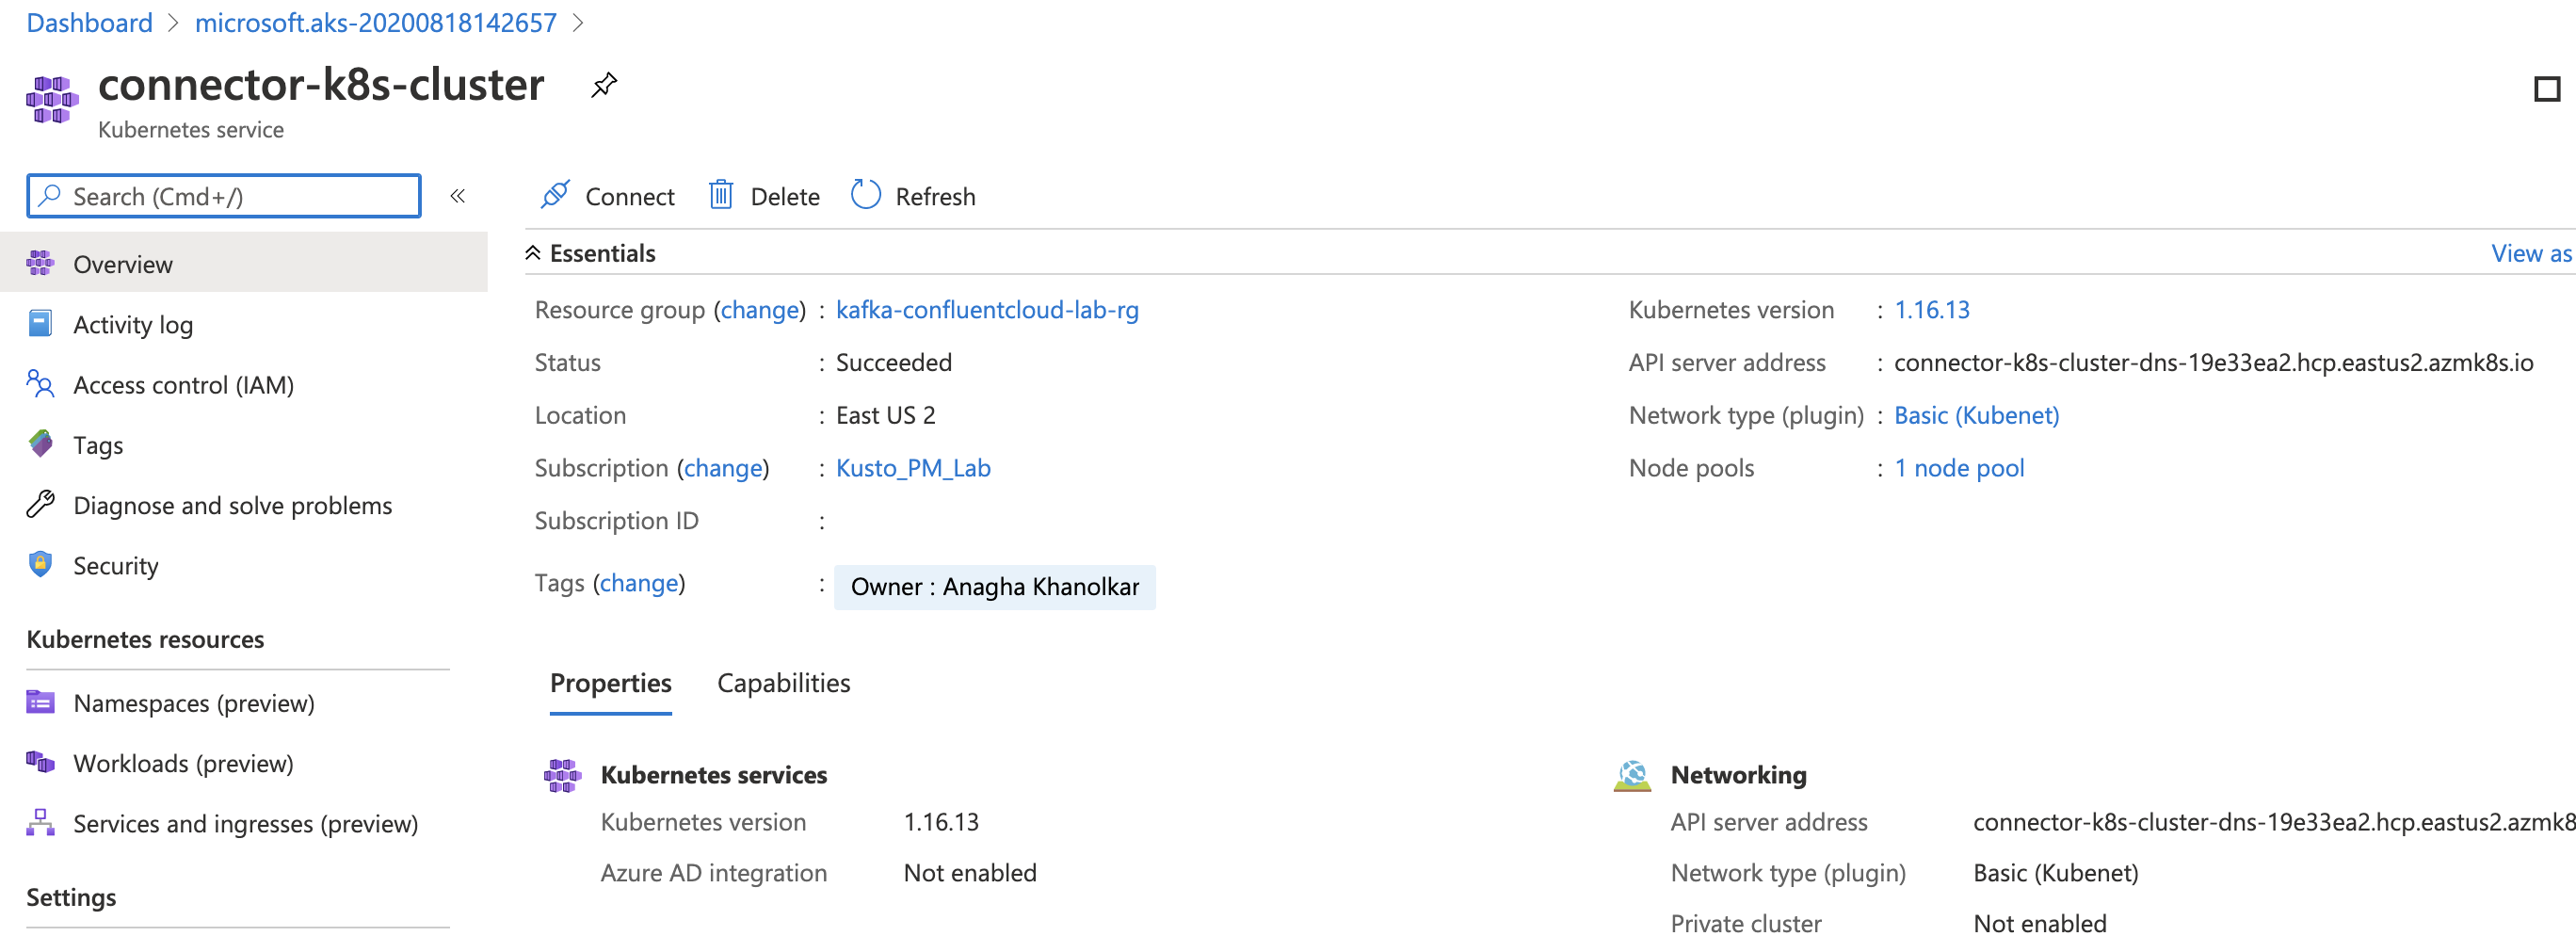 Dashboard > microsoft.aks-20200818142657 >
connector-k8s-cluster
Kubernetes service
Search (Cmd+/)
«
Connect Delete Refresh
Overview
Activity log
Access control (IAM)
Tags
Diagnose and solve problems
Security
Kubernetes resources
Namespaces (preview)
Workloads (preview)
Services and ingresses (preview)
Settings
Essentials
View as
Resource group (change) : kafka-confluentcloud-lab-rg
Status : Succeeded
Location : East US 2
Subscription (change) : Kusto_PM_Lab
Subscription ID :
Tags (change) : Owner : Anagha Khanolkar
Kubernetes version : 1.16.13
API server address : connector-k8s-cluster-dns-19e33ea2.hcp.eastus2.azmk8s.io
Network type (plugin) : Basic (Kubenet)
Node pools : 1 node pool
Properties Capabilities
Kubernetes services
Kubernetes version 1.16.13
Azure AD integration Not enabled
Networking
API server address connector-k8s-cluster-dns-19e33ea2.hcp.eastus2.azmk8
Network type (plugin) Basic (Kubenet)
Private cluster Not enabled